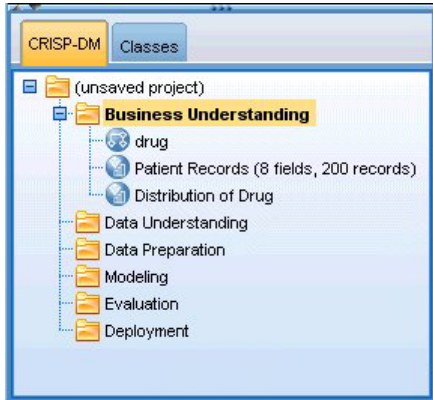 CRISP-DM
Classes
(unsaved project)
Business Understanding
drug
Patient Records (8 fields, 200 records)
Distribution of Drug
Data Understanding
Data Preparation
Modeling
Evaluation
Deployment